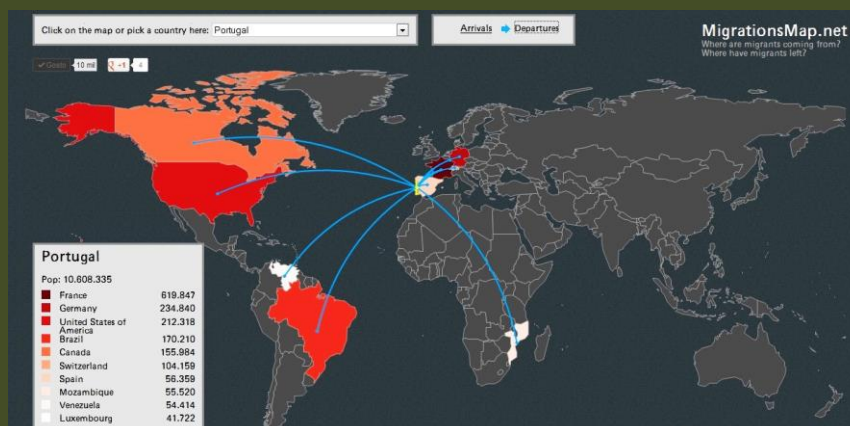 Click on the map or pick a country here: Portugal
Arrivals Departures
MigrationsMap.net
Where are migrants coming from?
Where have migrants left?
Gosto 10 mil +1 4
Portugal
Pop: 10.608.335
France 619.847
Germany 234.840
United States of America 212.318
Brazil 170.210
Canada 155.984
Switzerland 104.159
Spain 56.359
Mozambique 55.520
Venezuela 54.414
Luxembourg 41.722